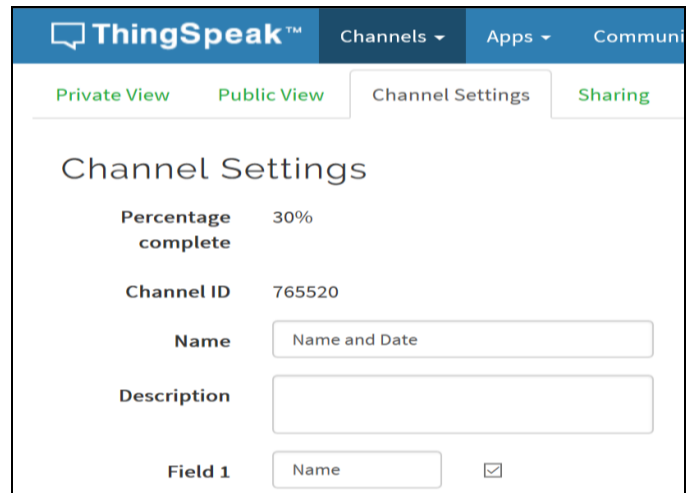 ThingSpeak™ Channels Apps
Private View Public View Channel Settings Sharing
Channel Settings
Percentage complete 30%
Channel ID 765520
Name Name and Date
Description
Field 1 Name